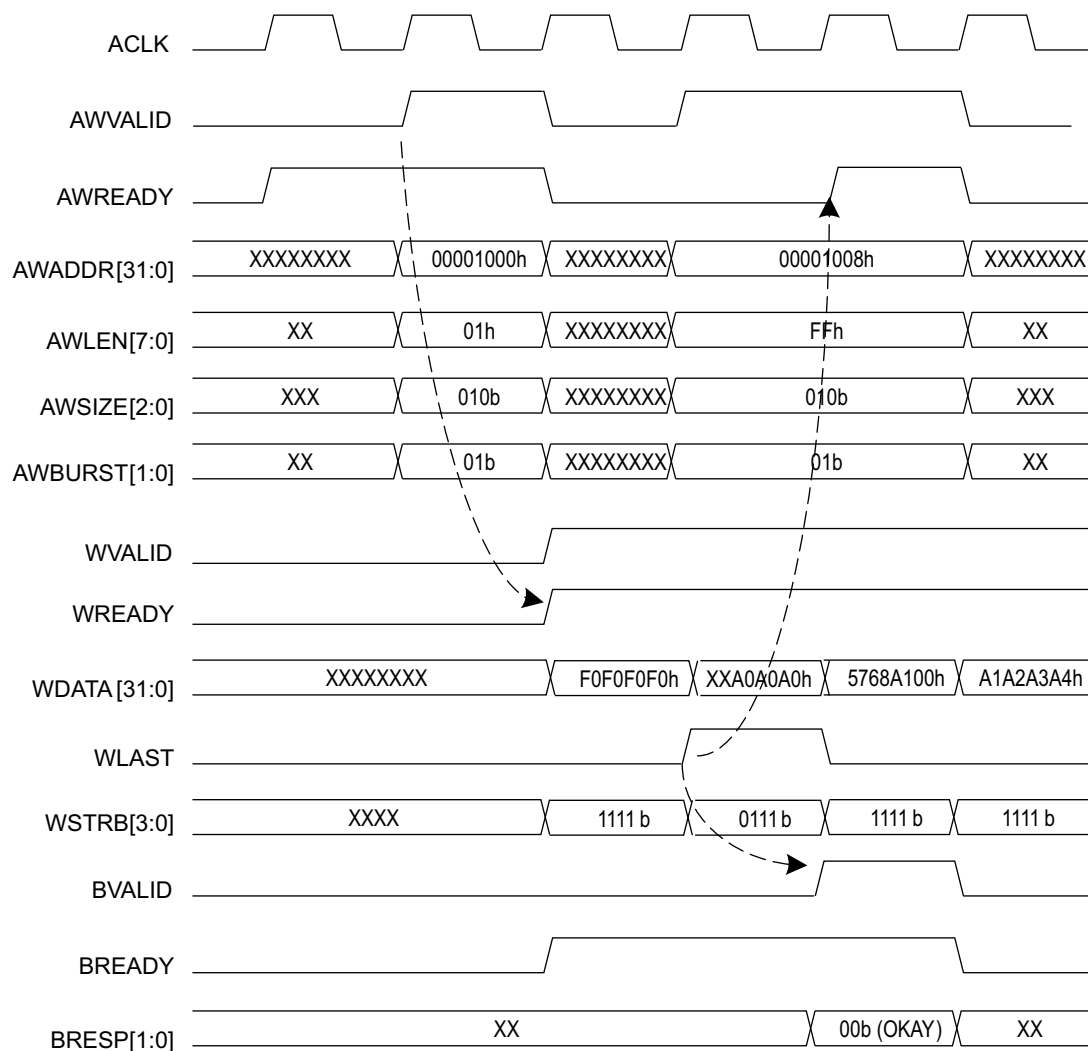 ACLK
AWVALID
AWREADY
AWADDR[31:0] XXXXXXXX 00001000h XXXXXXXX 00001008h XXXXXXXX
AWLEN[7:0] XX 01h XXXXXXXX FFh XX
AWSIZE[2:0] XXX 010b XXXXXXXX 010b XXX
AWBURST[1:0] XX 01b XXXXXXXX 01b XX
WVALID
WREADY
WDATA[31:0] XXXXXXXX F0F0F0F0h XXA0A0A0h 5768A100h A1A2A3A4h
WLAST
WSTRB[3:0] XXXX 1111 b 0111 b 1111 b 1111 b
BVALID
BREADY
BRESP[1:0] XX 00b (OKAY) XX